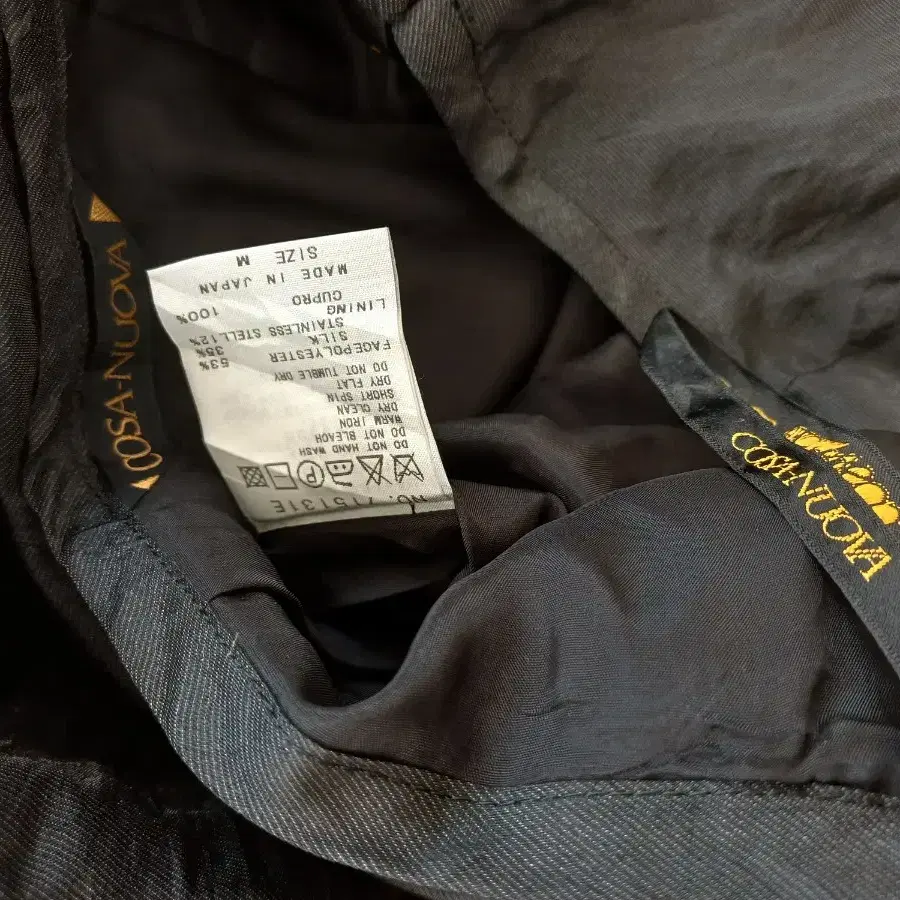 COSA-NUOVA
NO. 715131E
DO NOT HAND WASH
DO NOT BLEACH
WARM IRON
DRY CLEAN
SHORT SPIN
DRY FLAT
DO NOT TUMBLE DRY
FACE POLYESTER 53%
SILK 35%
STAINLESS STELL 12%
LINING
CUPRO 100%
MADE IN JAPAN
SIZE M
COSA-NUOVA